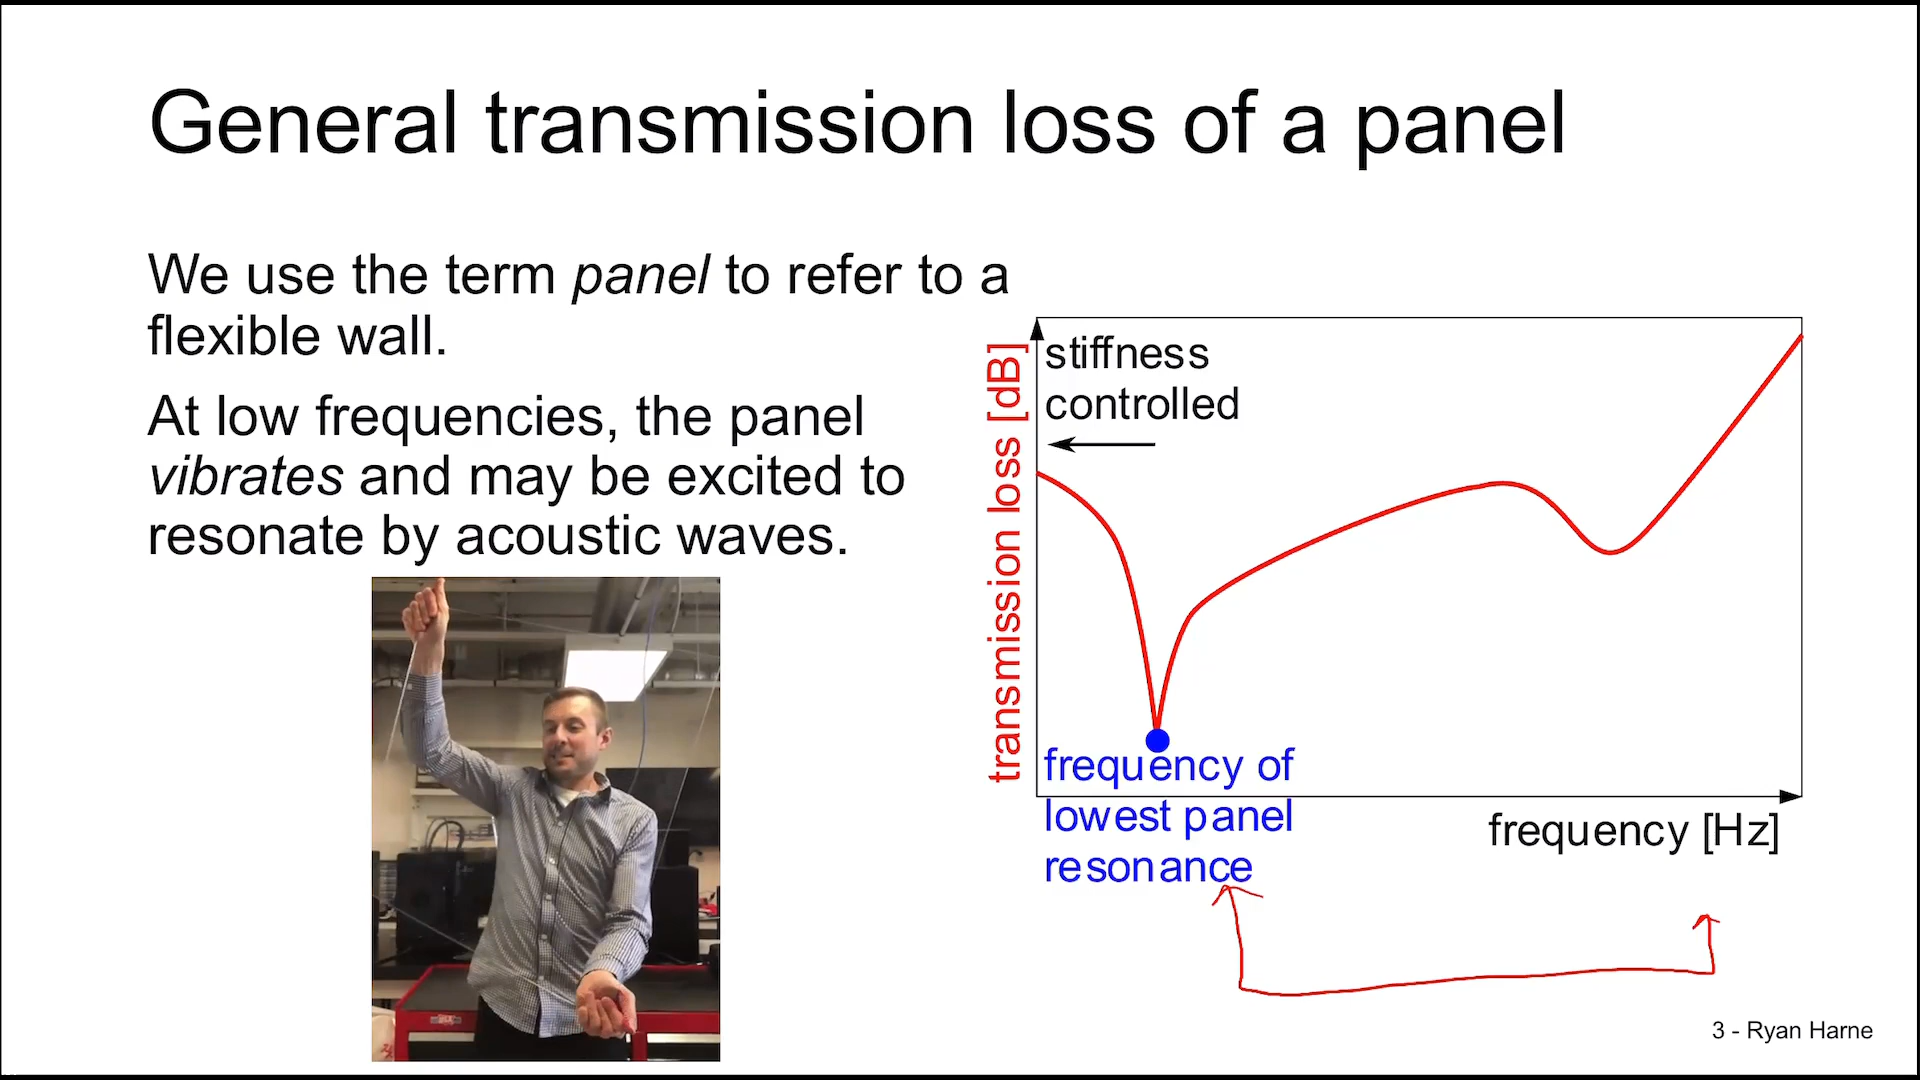 General transmission loss of a panel
We use the term panel to refer to a
flexible wall.
At low frequencies, the panel
vibrates and may be excited to
resonate by acoustic waves.
transmission loss [dB]
stiffness
controlled
frequency of
lowest panel
resonance
frequency [Hz]
3 - Ryan Harne